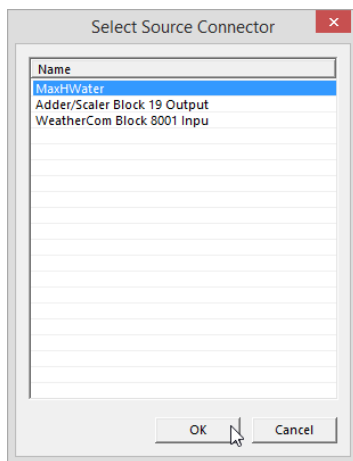 Select Source Connector
Name
MaxHWater
Adder/Scaler Block 19 Output
WeatherCom Block 8001 Inpu
OK Cancel